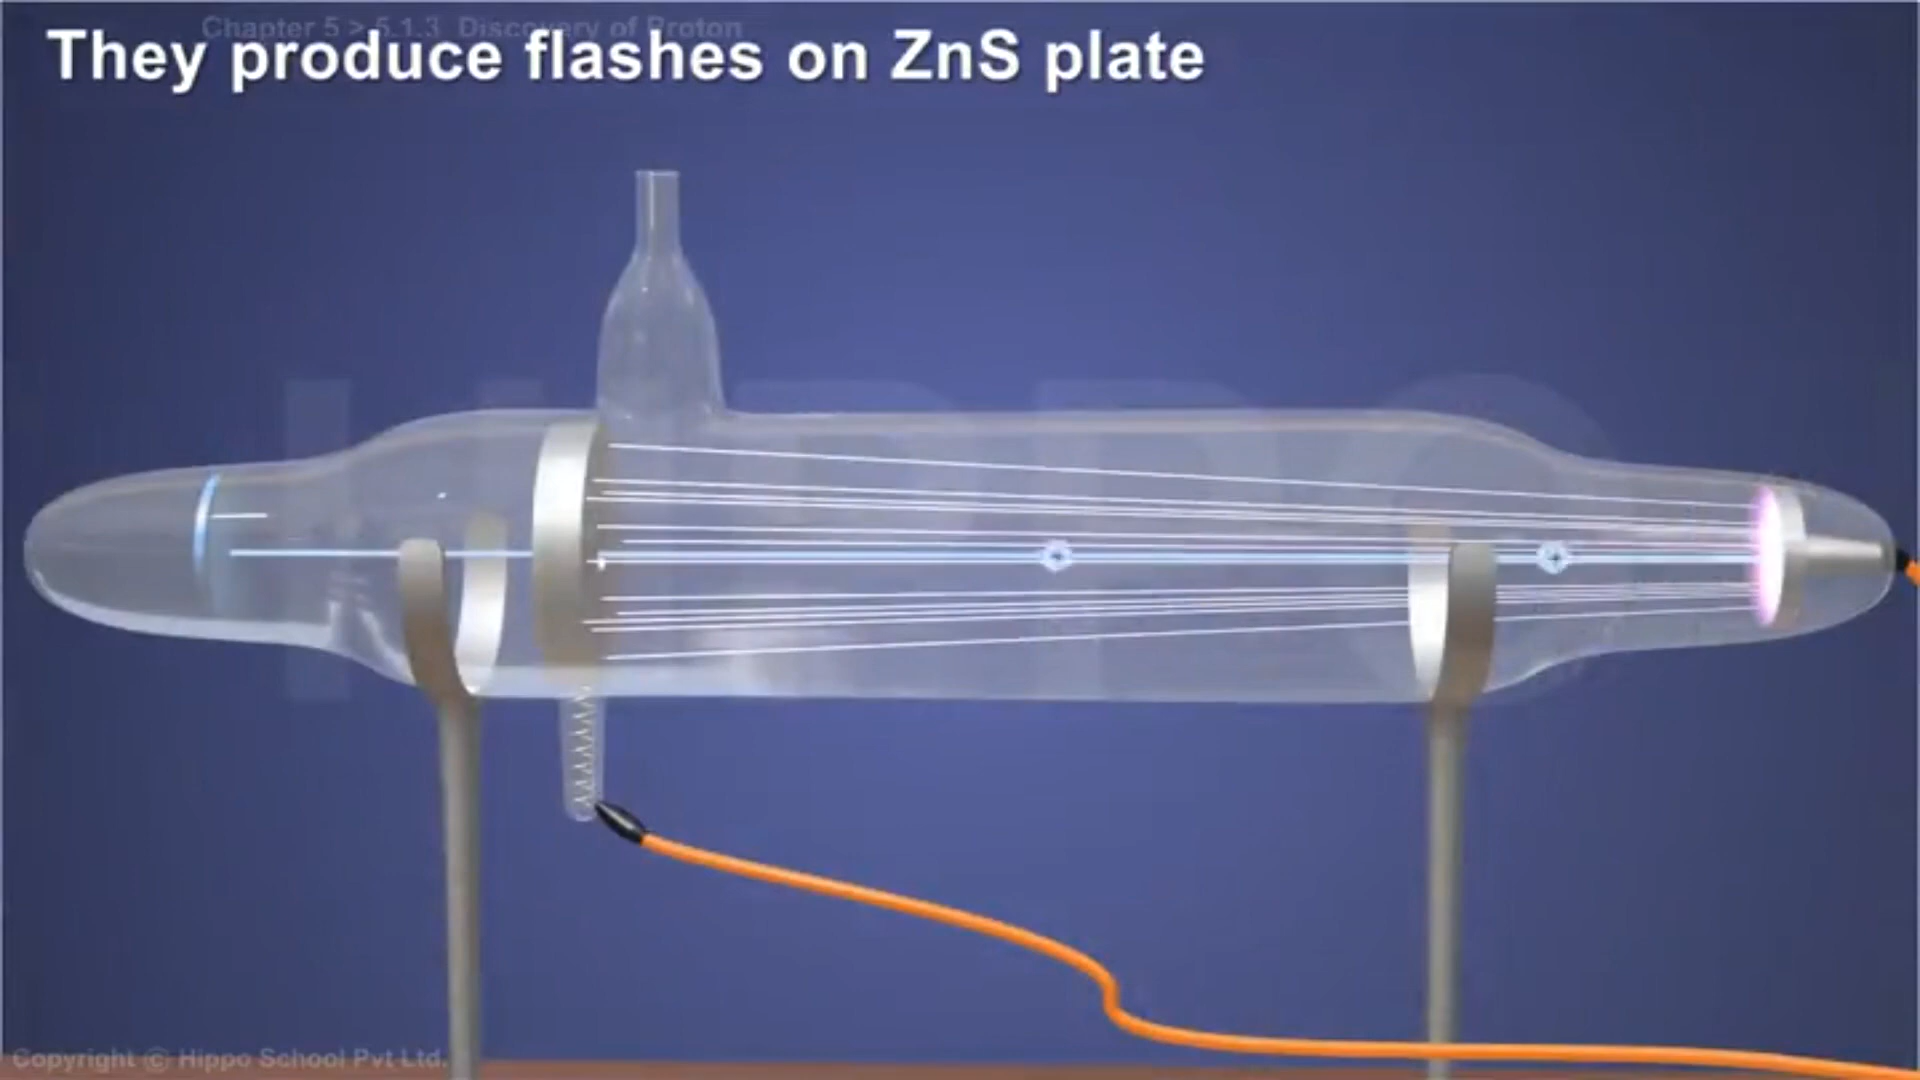 Chapter 5 > 5.1.3 Discovery of Proton
They produce flashes on ZnS plate
HIPPO
Copyright © Hippo School Pvt Ltd.